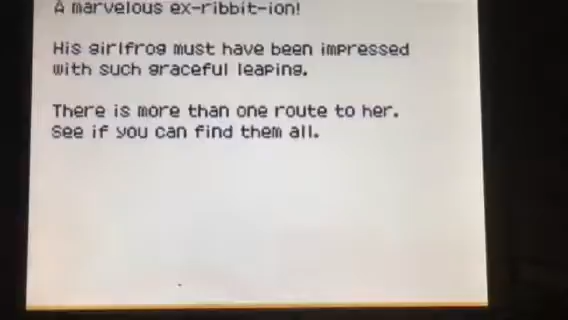 A marvelous ex-ribbit-ion!
His girlfrog must have been impressed
with such graceful leaping.
There is more than one route to her.
See if you can find them all.